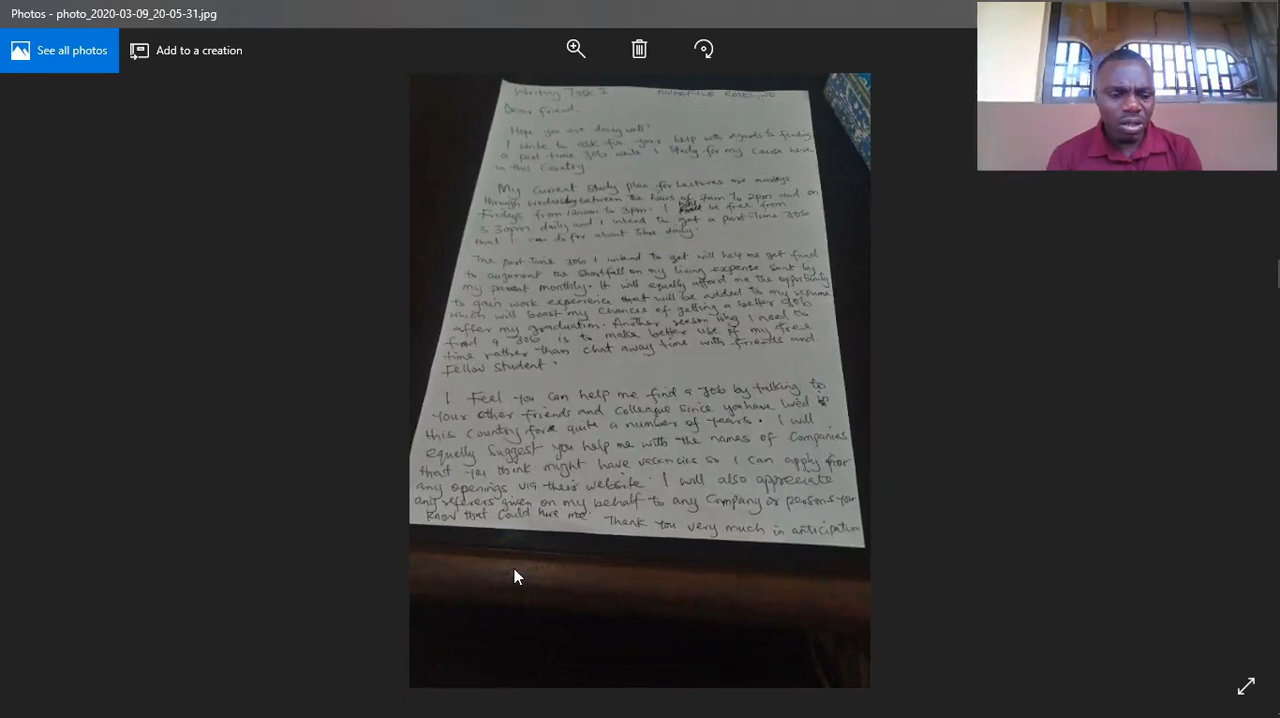 Photos - photo_2020-03-09_20-05-31.jpg
See all photos
Add to a creation
Writing Task 1
Dear friend.
Hope you are doing well?
I write to ask for your help with regards to finding
a part time Job while I study for my Cause here
in this Country.
My Current Study plan for Lectures are mondays
through Wednesday between the hours of 7am to 2pm and on
Fridays from 12noon to 3pm. I will be free from
3.30pm daily and I intend to get a part-time Job
that I can do for about 5hrs daily.
The part time Job I intend to get will help me get fund
to augment the shortfall on my living expense sent by
my parent monthly. It will equally afford me the opportunity
to gain work experience that will be added to my resume
which will beast my chances of getting a better Job
after my graduation. Another reason why I need to
find a Job is to make better use of my free
time rather than chat away time with friends and
Fellow Student.
I Feel you can help me find a Job by talking to
your other friends and Colleague since you have lived in
this Country for quite a number of years. I will
equally Suggest you help me with the names of Companies
that you think might have vacancies so I can apply for
any openings via their website. I will also appreciate
any referers given on my behalf to any Company or persons you
know that Could hire me. Thank you very much in anticipation